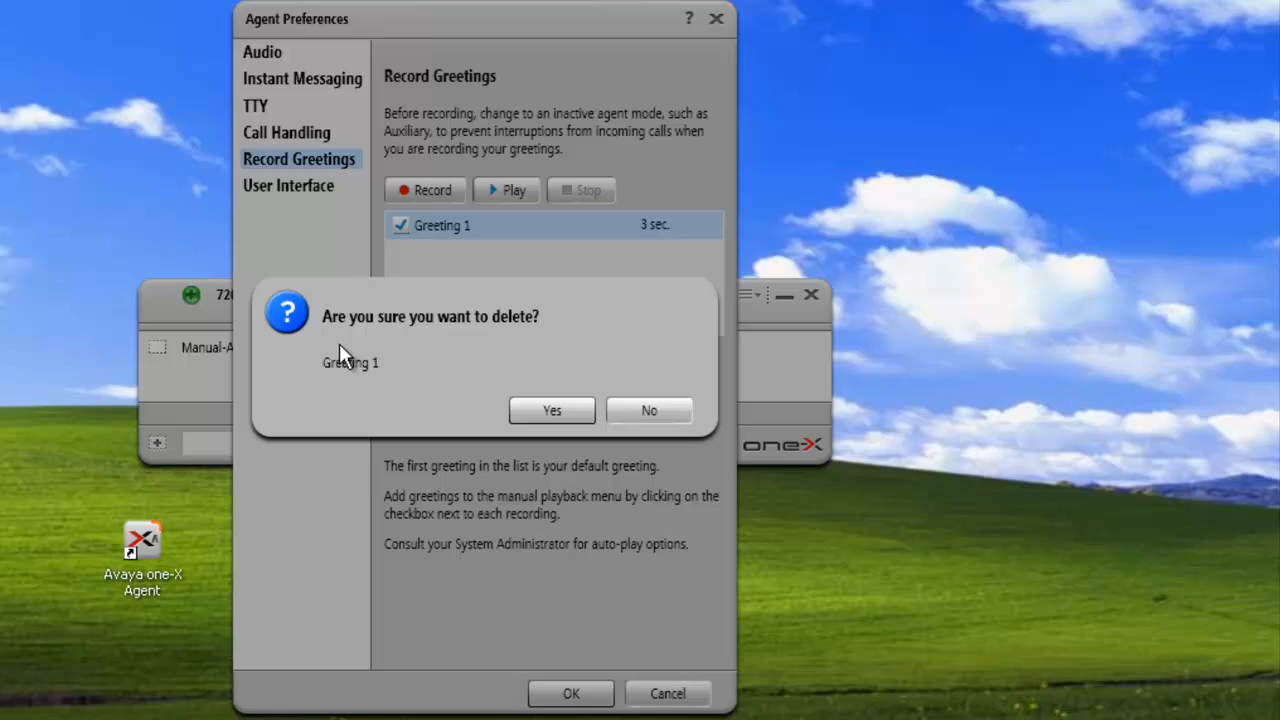 Agent Preferences
?
Audio
Instant Messaging
TTY
Call Handling
Record Greetings
User Interface
Record Greetings
Before recording, change to an inactive agent mode, such as
Auxiliary, to prevent interruptions from incoming calls when
you are recording your greetings.
Record
Play
Stop
Greeting 1 3 sec.
?
Are you sure you want to delete?
Greeting 1
Yes
No
Manual-A
one-X
The first greeting in the list is your default greeting.
Add greetings to the manual playback menu by clicking on the
checkbox next to each recording.
Consult your System Administrator for auto-play options.
OK
Cancel
Avaya one-X
Agent